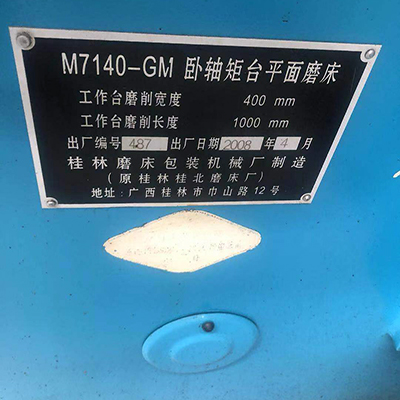 M7140-GM 卧轴矩台平面磨床
工作台磨削宽度 400 mm
工作台磨削长度 1000 mm
出厂编号 487 出厂日期 2008 年 4 月
桂林磨床包装机械厂制造
（原桂林桂北磨床厂）
地址：广西桂林市巾山路12号